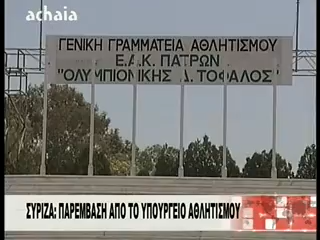 achaia
ΓΕΝΙΚΗ ΓΡΑΜΜΑΤΕΙΑ ΑΘΛΗΤΙΣΜΟΥ
Ε.Α.Κ. ΠΑΤΡΩΝ
"ΟΛΥΜΠΙΟΝΙΚΗΣ Δ. ΤΟΦΑΛΟΣ"
ΣΥΡΙΖΑ: ΠΑΡΕΜΒΑΣΗ ΑΠΟ ΤΟ ΥΠΟΥΡΓΕΙΟ ΑΘΛΗΤΙΣΜΟΥ